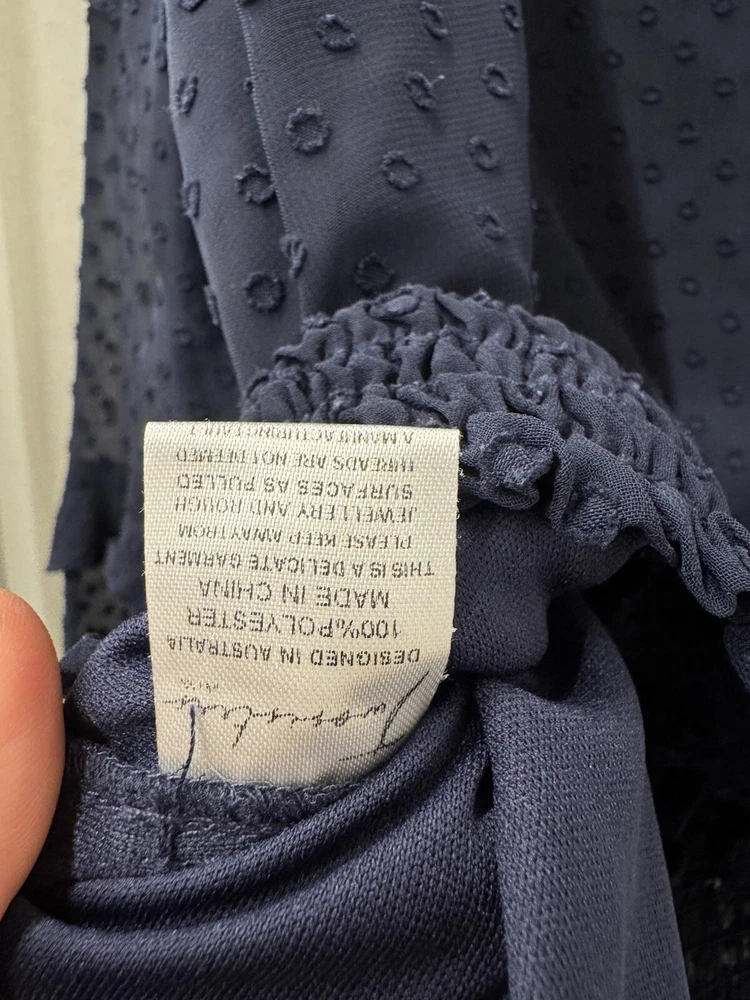 DESIGNED IN AUSTRALIA
100%POLYESTER
MADE IN CHINA
THIS IS A DELICATE GARMENT
PLEASE KEEP AWAY FROM
JEWELLERY AND ROUGH
SURFACES AS PULLED
THREADS ARE NOT DEEMED
A MANUFACTURING FAULT